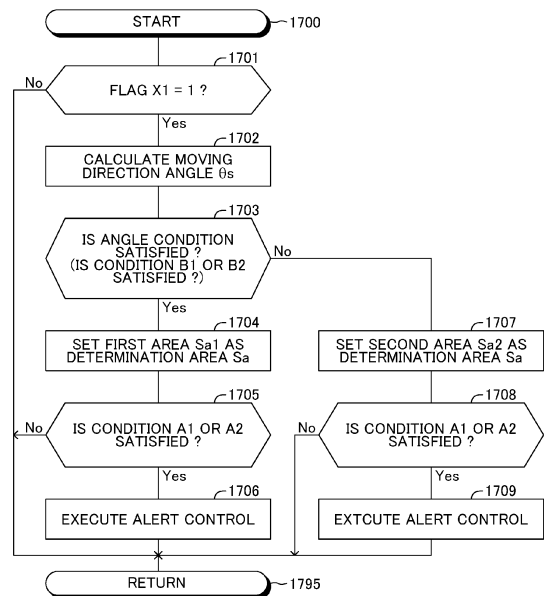 START
1700
1701
No
FLAG X1 = 1 ?
Yes
1702
CALCULATE MOVING
DIRECTION ANGLE θs
1703
IS ANGLE CONDITION
SATISFIED ?
(IS CONDITION B1 OR B2
SATISFIED ?)
No
Yes
1704
SET FIRST AREA Sa1 AS
DETERMINATION AREA Sa
1707
SET SECOND AREA Sa2 AS
DETERMINATION AREA Sa
1705
No
IS CONDITION A1 OR A2
SATISFIED ?
Yes
1708
No
IS CONDITION A1 OR A2
SATISFIED ?
Yes
1706
EXECUTE ALERT CONTROL
1709
EXTCUTE ALERT CONTROL
RETURN
1795